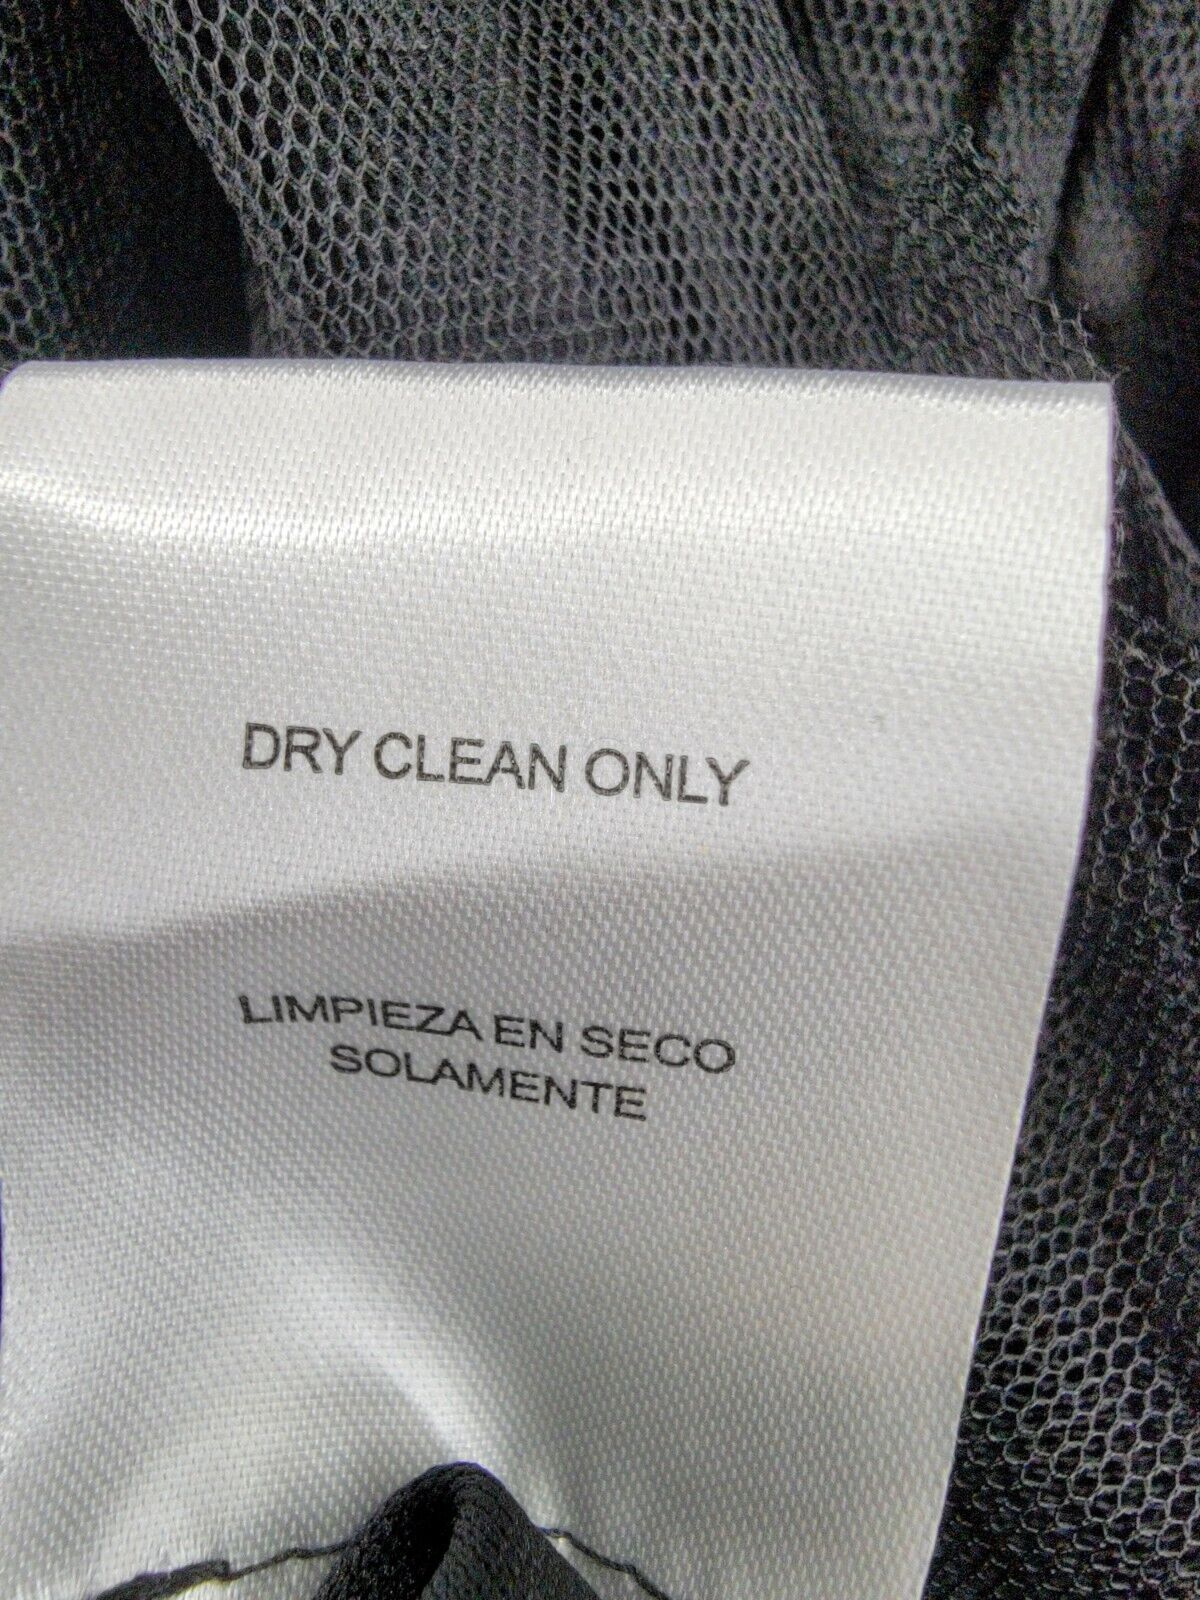 DRY CLEAN ONLY
LIMPIEZA EN SECO
SOLAMENTE